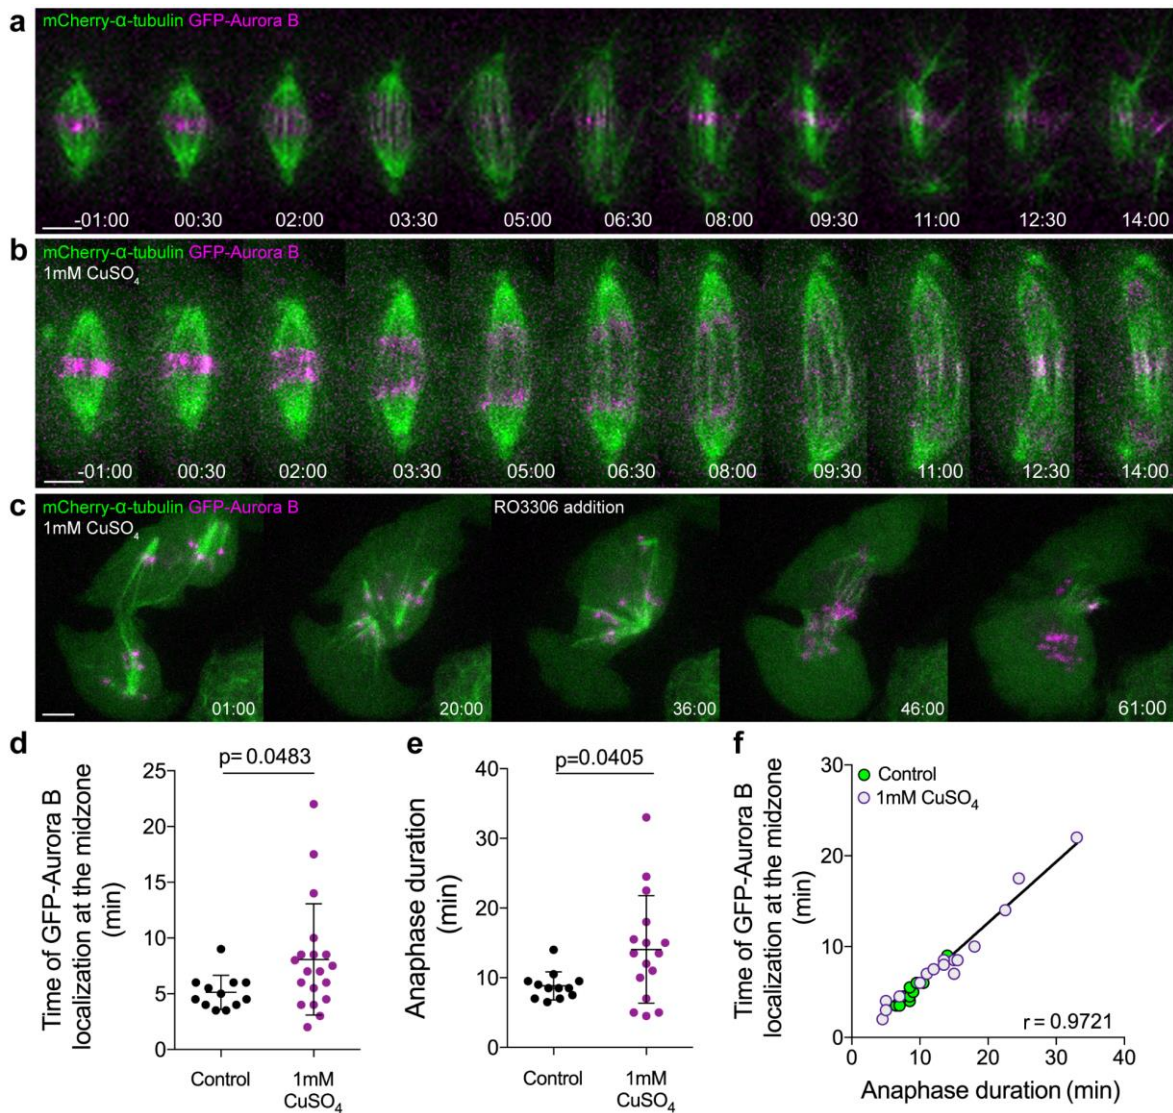 a
mCherry-α-tubulin GFP-Aurora B
-01:00 00:30 02:00 03:30 05:00 06:30 08:00 09:30 11:00 12:30 14:00
b
mCherry-α-tubulin GFP-Aurora B
1mM CuSO₄
-01:00 00:30 02:00 03:30 05:00 06:30 08:00 09:30 11:00 12:30 14:00
c
mCherry-α-tubulin GFP-Aurora B
1mM CuSO₄
RO3306 addition
01:00 20:00 36:00 46:00 61:00
d
p= 0.0483
Time of GFP-Aurora B
localization at the midzone
(min)
25
20
15
10
5
0
Control
1mM
CuSO₄
e
p=0.0405
Anaphase duration
(min)
40
30
20
10
0
Control
1mM
CuSO₄
f
Time of GFP-Aurora B
localization at the midzone
(min)
30
20
10
0
Control
1mM CuSO₄
r = 0.9721
0 10 20 30 40
Anaphase duration (min)